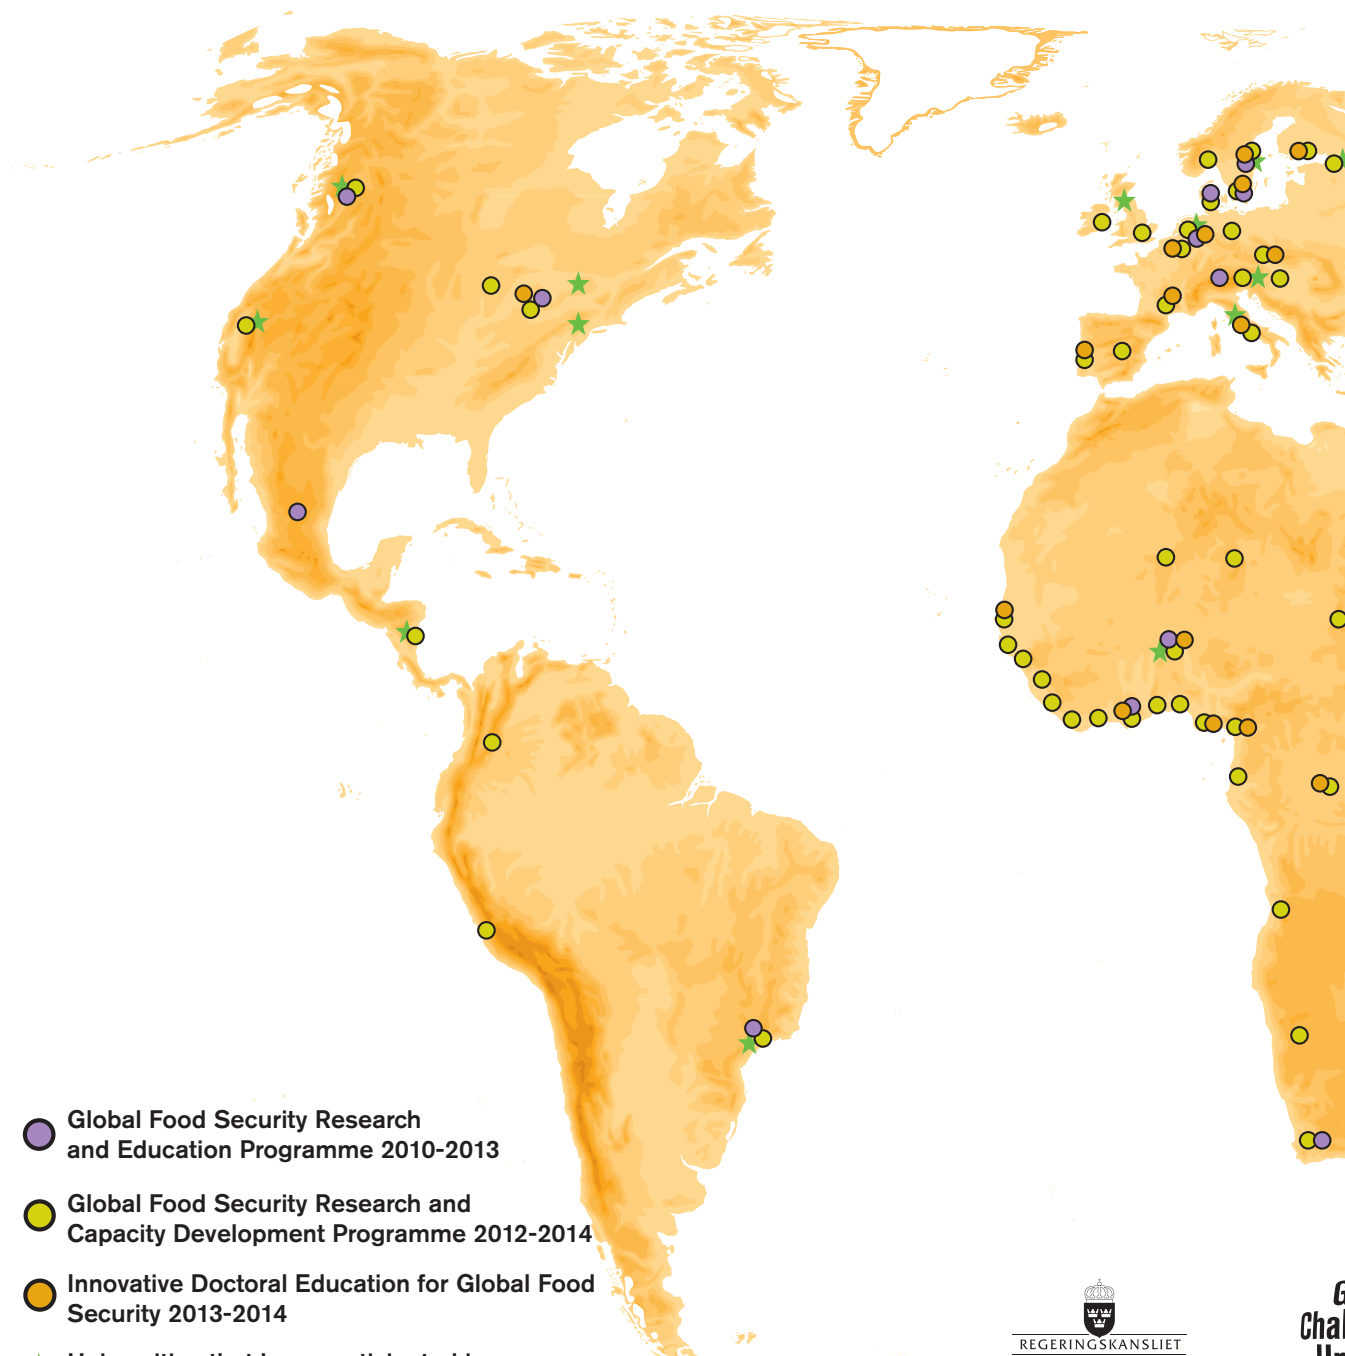 Global Food Security Research
and Education Programme 2010-2013
Global Food Security Research and
Capacity Development Programme 2012-2014
Innovative Doctoral Education for Global Food
Security 2013-2014
REGERINGSKANSLIET